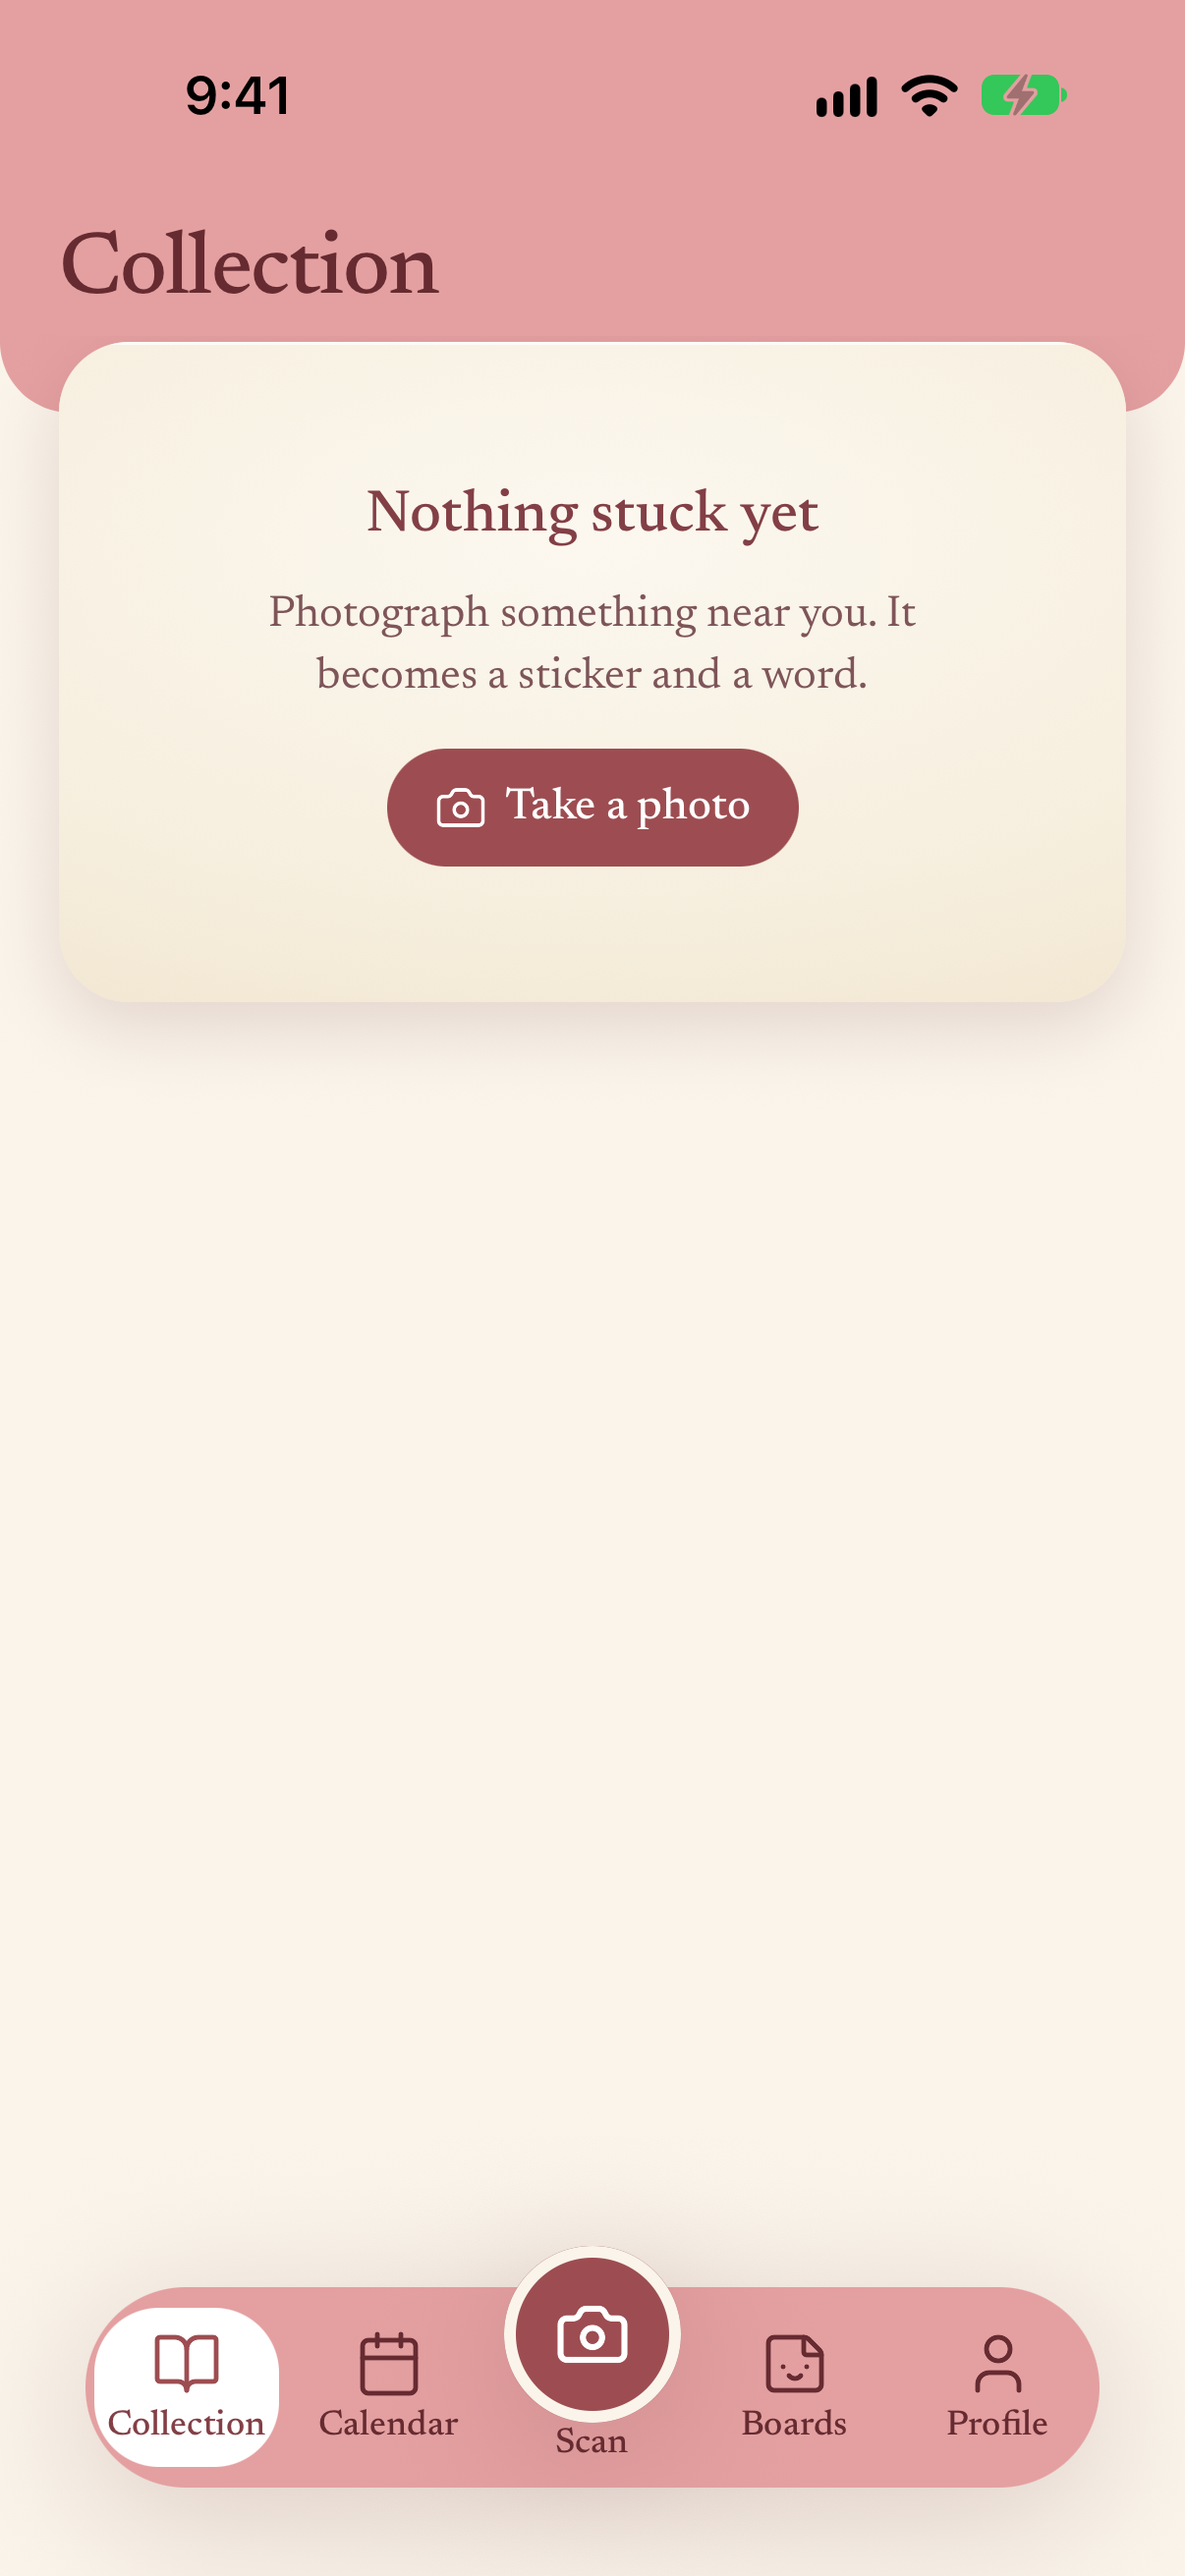 9:41
Collection
Nothing stuck yet
Photograph something near you. It
becomes a sticker and a word.
Take a photo
Collection
Calendar
Scan
Boards
Profile